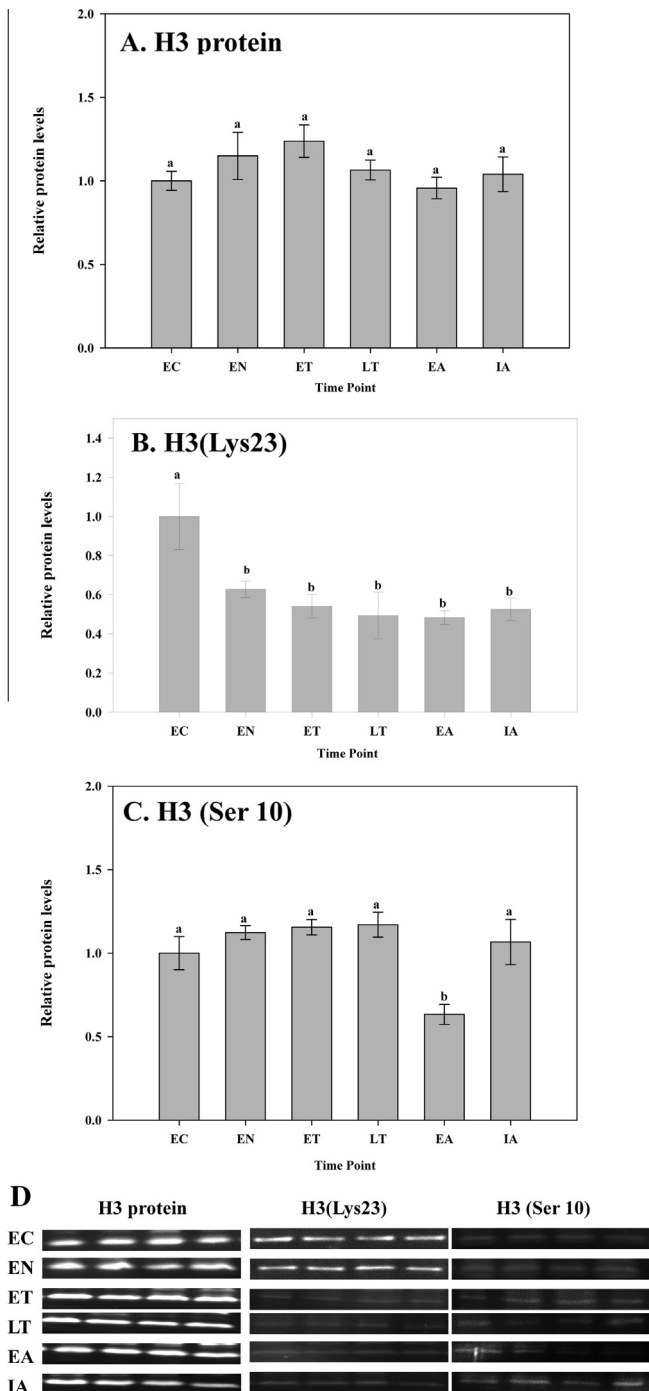 A. H3 protein
Relative protein levels
2.0
1.5
1.0
0.5
0.0
a
a
a
a
a
a
EC EN ET LT EA IA
Time Point
B. H3(Lys23)
Relative protein levels
1.4
1.2
1.0
0.8
0.6
0.4
0.2
0.0
a
b
b
b
b
b
EC EN ET LT EA IA
Time Point
C. H3 (Ser 10)
Relative protein levels
2.0
1.5
1.0
0.5
0.0
a
a
a
a
b
a
EC EN ET LT EA IA
Time Point
D
H3 protein H3(Lys23) H3 (Ser 10)
EC
EN
ET
LT
EA
IA